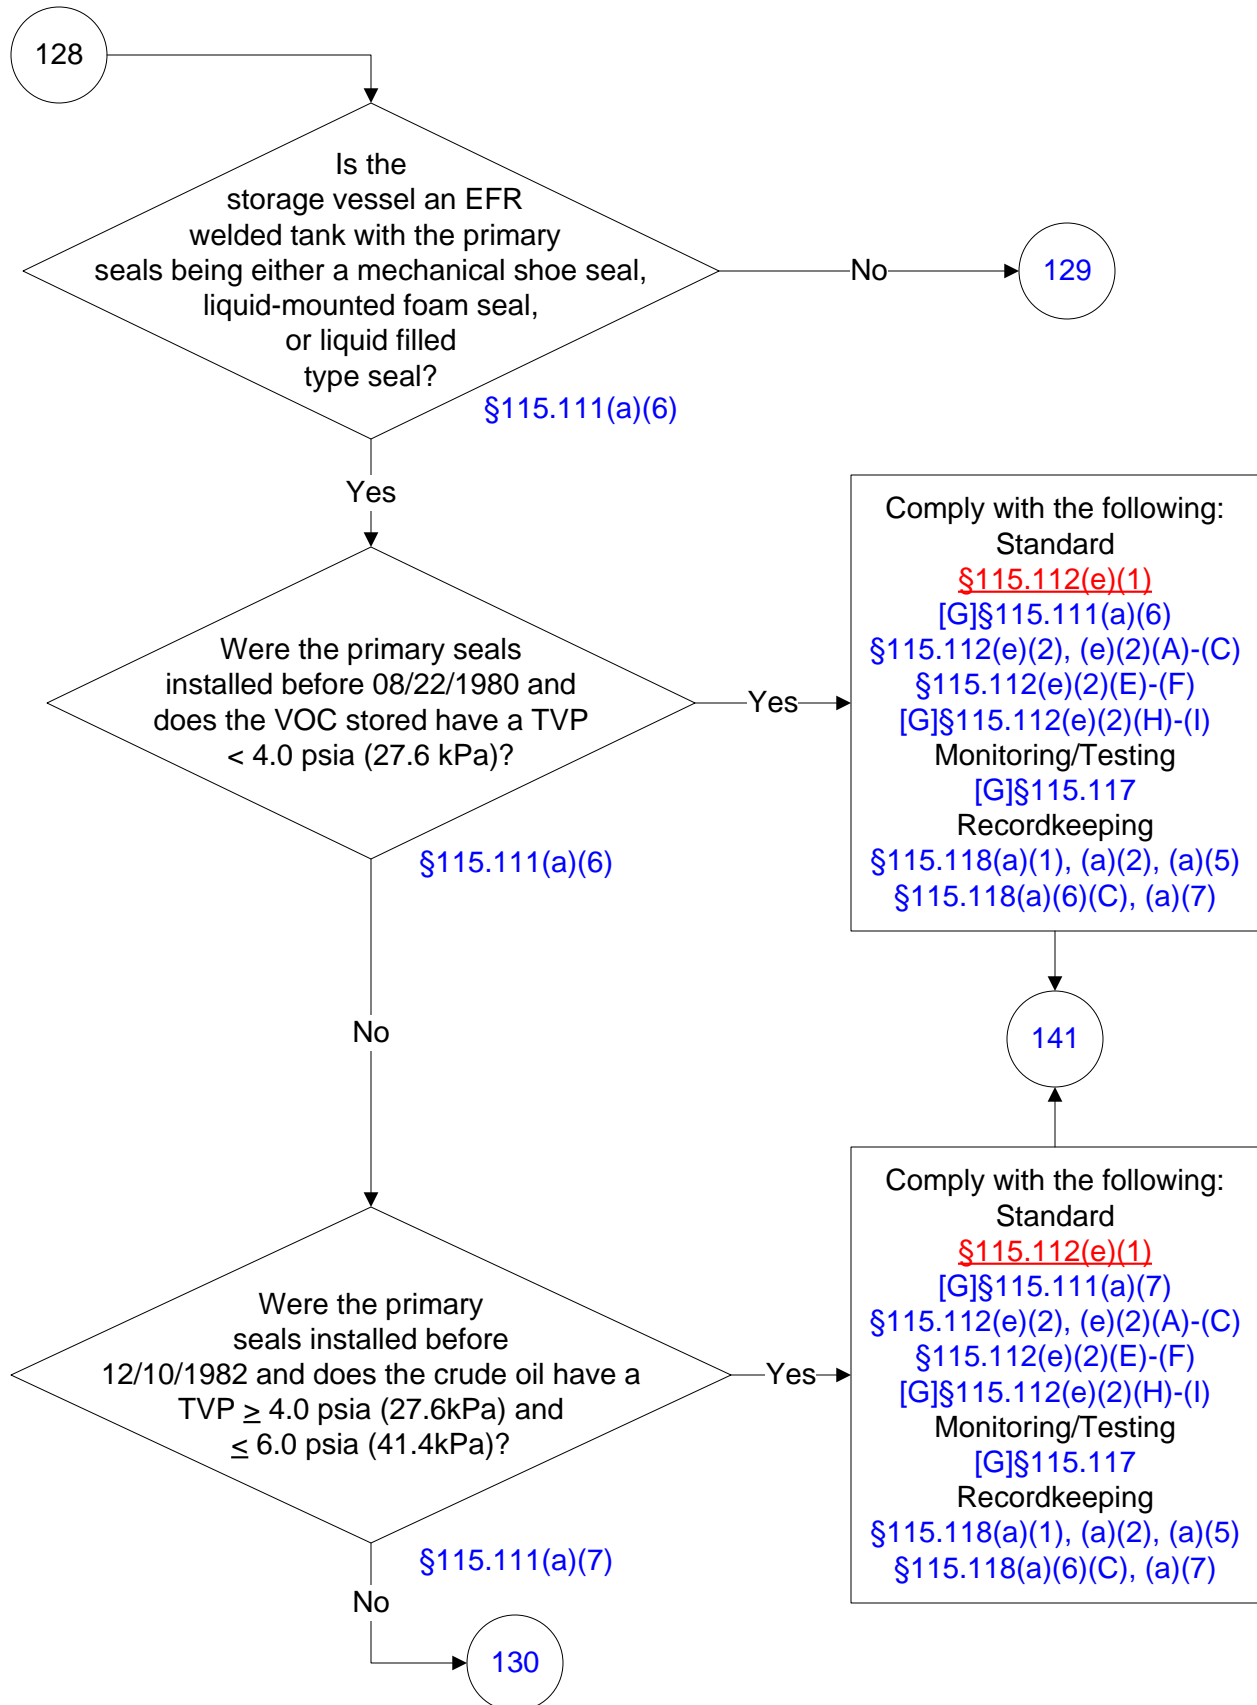 128
Is the
storage vessel an EFR
welded tank with the primary
seals being either a mechanical shoe seal,
liquid-mounted foam seal,
or liquid filled
type seal?
No
129
§115.111(a)(6)
Yes
Were the primary seals
installed before 08/22/1980 and
does the VOC stored have a TVP
< 4.0 psia (27.6 kPa)?
Yes
§115.111(a)(6)
Comply with the following:
Standard
§115.112(e)(1)
[G]§115.111(a)(6)
§115.112(e)(2), (e)(2)(A)-(C)
§115.112(e)(2)(E)-(F)
[G]§115.112(e)(2)(H)-(I)
Monitoring/Testing
[G]§115.117
Recordkeeping
§115.118(a)(1), (a)(2), (a)(5)
§115.118(a)(6)(C), (a)(7)
No
141
Were the primary
seals installed before
12/10/1982 and does the crude oil have a
TVP ≥ 4.0 psia (27.6kPa) and
≤ 6.0 psia (41.4kPa)?
Yes
§115.111(a)(7)
Comply with the following:
Standard
§115.112(e)(1)
[G]§115.111(a)(7)
§115.112(e)(2), (e)(2)(A)-(C)
§115.112(e)(2)(E)-(F)
[G]§115.112(e)(2)(H)-(I)
Monitoring/Testing
[G]§115.117
Recordkeeping
§115.118(a)(1), (a)(2), (a)(5)
§115.118(a)(6)(C), (a)(7)
No
130